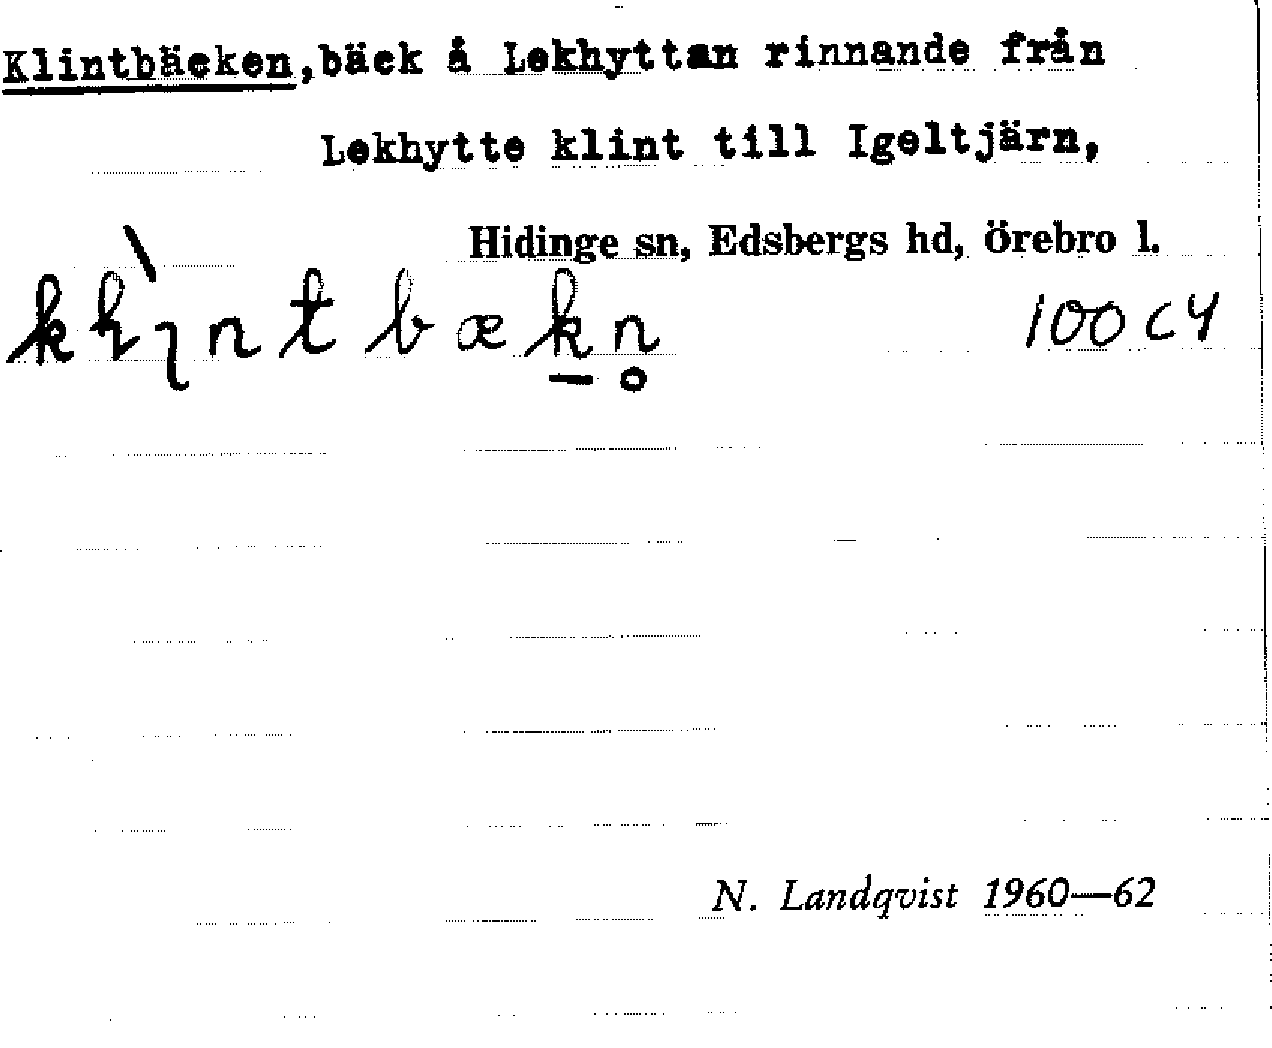 Klintbäcken, bäck å Lekhyttan rinnande från
Lekhytte klint till Igeltjärn,
Hidinge sn, Edsbergs hd, Örebro l.
100 C4
N. Landqvist 1960—62